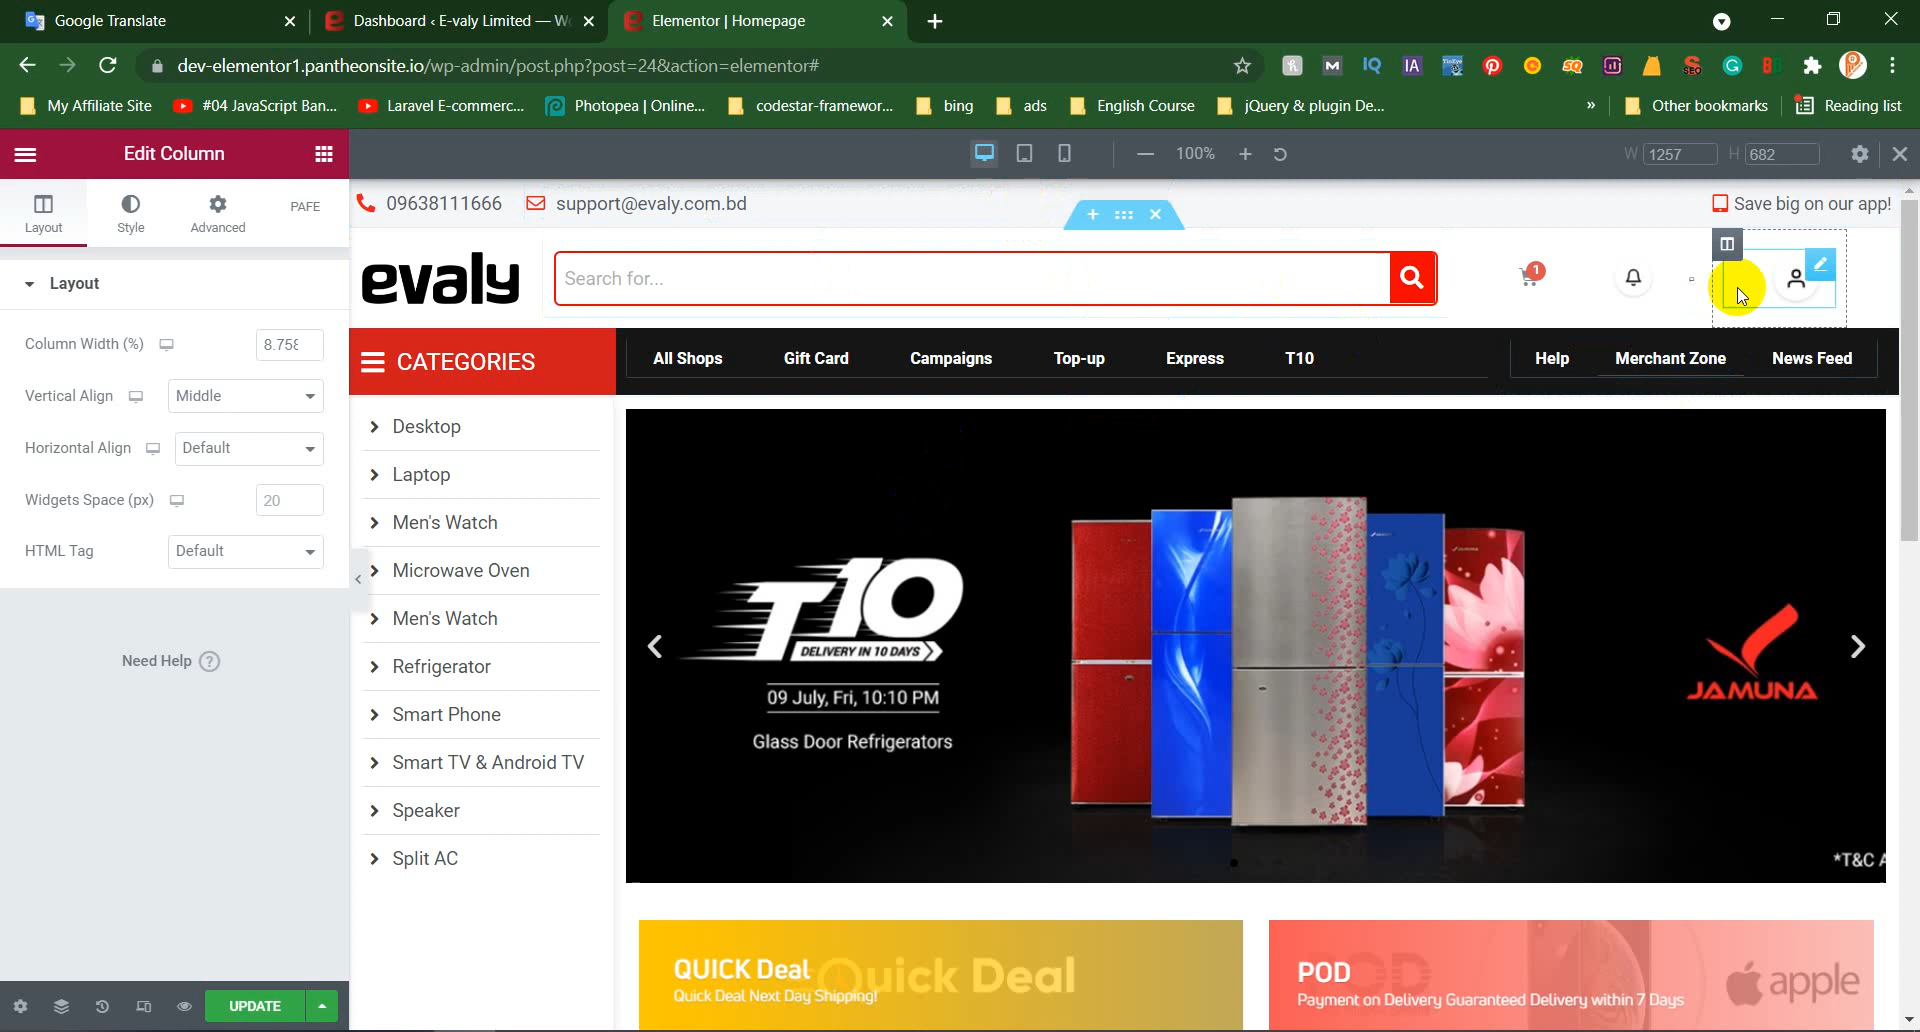 Google Translate
Dashboard ‹ E-valy Limited — W
Elementor | Homepage
dev-elementor1.pantheonsite.io/wp-admin/post.php?post=24&action=elementor#
My Affiliate Site
#04 JavaScript Ban...
Laravel E-commerc...
Photopea | Online...
codestar-framewor...
bing
ads
English Course
jQuery & plugin De...
»
Other bookmarks
Reading list
Edit Column
100%
W 1257
H 682
Layout
Style
Advanced
PAFE
09638111666
support@evaly.com.bd
Save big on our app!
evaly
Search for...
1
Layout
Column Width (%)
8.758
Vertical Align
Middle
Horizontal Align
Default
Widgets Space (px)
20
HTML Tag
Default
Need Help
UPDATE
CATEGORIES
All Shops
Gift Card
Campaigns
Top-up
Express
T10
Help
Merchant Zone
News Feed
Desktop
Laptop
Men's Watch
Microwave Oven
Men's Watch
Refrigerator
Smart Phone
Smart TV & Android TV
Speaker
Split AC
T10
DELIVERY IN 10 DAYS
09 July, Fri, 10:10 PM
Glass Door Refrigerators
JAMUNA
*T&C A
QUICK Deal
Quick Deal Next Day Shipping!
Quick Deal
POD
Payment on Delivery Guaranteed Delivery within 7 Days
apple